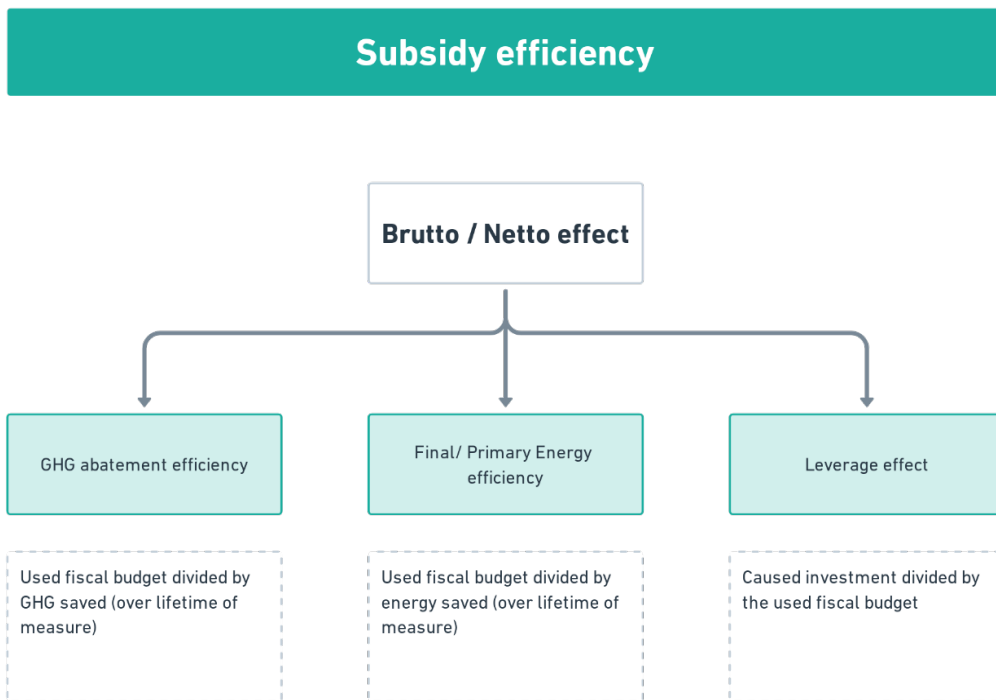 Subsidy efficiency
Brutto / Netto effect
GHG abatement efficiency
Final/ Primary Energy
efficiency
Leverage effect
Used fiscal budget divided by
GHG saved (over lifetime of
measure)
Used fiscal budget divided by
energy saved (over lifetime of
measure)
Caused investment divided by
the used fiscal budget